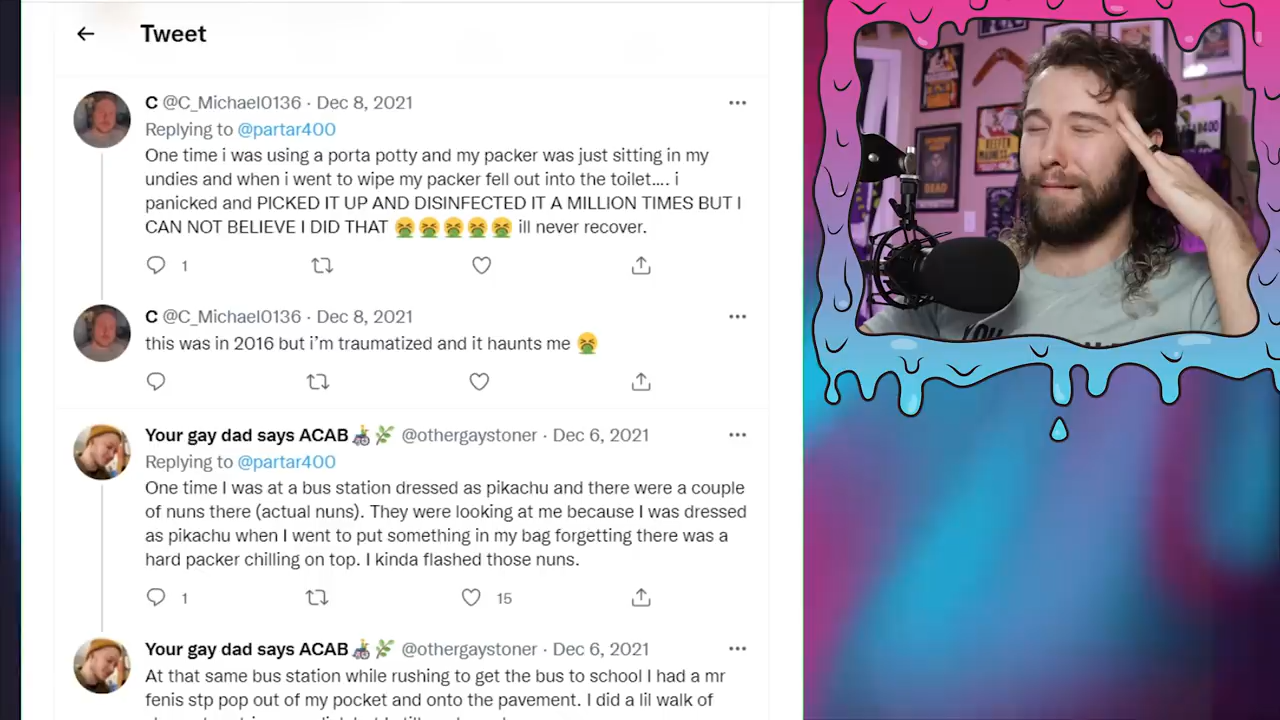 Tweet
C @C_Michael0136 · Dec 8, 2021
Replying to @partar400
One time i was using a porta potty and my packer was just sitting in my
undies and when i went to wipe my packer fell out into the toilet.... i
panicked and PICKED IT UP AND DISINFECTED IT A MILLION TIMES BUT I
CAN NOT BELIEVE I DID THAT 🤮🤮🤮🤮🤮 ill never recover.
1
C @C_Michael0136 · Dec 8, 2021
this was in 2016 but i'm traumatized and it haunts me 🤮
Your gay dad says ACAB👨‍🦽🌿 @othergaystoner · Dec 6, 2021
Replying to @partar400
One time I was at a bus station dressed as pikachu and there were a couple
of nuns there (actual nuns). They were looking at me because I was dressed
as pikachu when I went to put something in my bag forgetting there was a
hard packer chilling on top. I kinda flashed those nuns.
1 15
Your gay dad says ACAB👨‍🦽🌿 @othergaystoner · Dec 6, 2021
At that same bus station while rushing to get the bus to school I had a mr
fenis stp pop out of my pocket and onto the pavement. I did a lil walk of
REEFER
MADNESS
DEAD
YOU